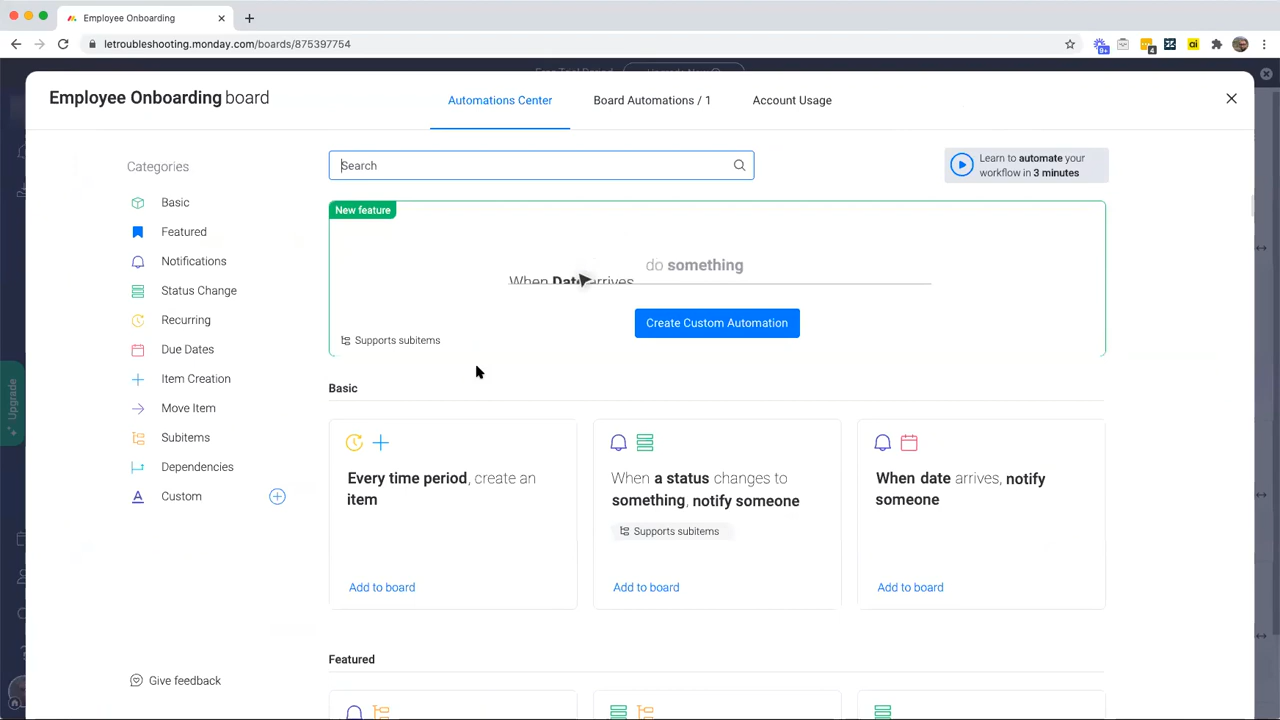 Employee Onboarding
letroubleshooting.monday.com/boards/875397754
9+
4
ai
Employee Onboarding board
Automations Center
Board Automations / 1
Account Usage
Categories
Basic
Featured
Notifications
Status Change
Recurring
Due Dates
Item Creation
Move Item
Subitems
Dependencies
Custom
Give feedback
Upgrade
Search
Learn to automate your
workflow in 3 minutes
New feature
When Date arrives
do something
Create Custom Automation
Supports subitems
Basic
Every time period, create an
item
Add to board
When a status changes to
something, notify someone
Supports subitems
Add to board
When date arrives, notify
someone
Add to board
Featured